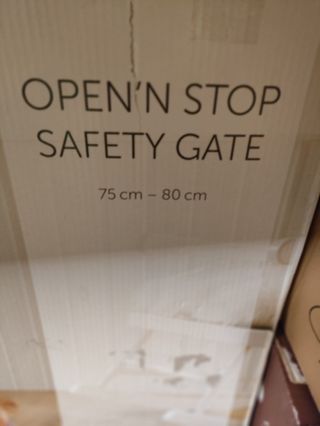 OPEN'N STOP
SAFETY GATE
75 cm – 80 cm